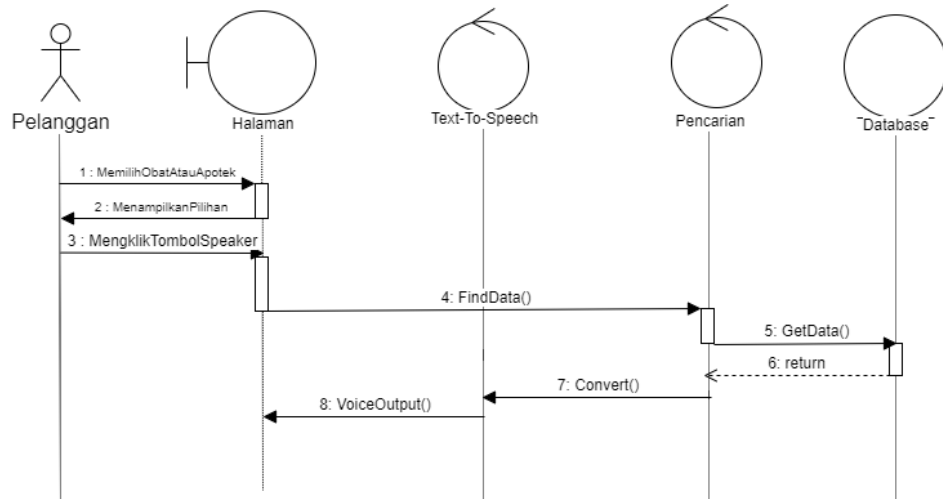 Pelanggan
Halaman
Text-To-Speech
Pencarian
Database
1 : MemilihObatAtauApotek
2 : MenampilkanPilihan
3 : MengklikTombolSpeaker
4: FindData()
5: GetData()
6: return
7: Convert()
8: VoiceOutput()